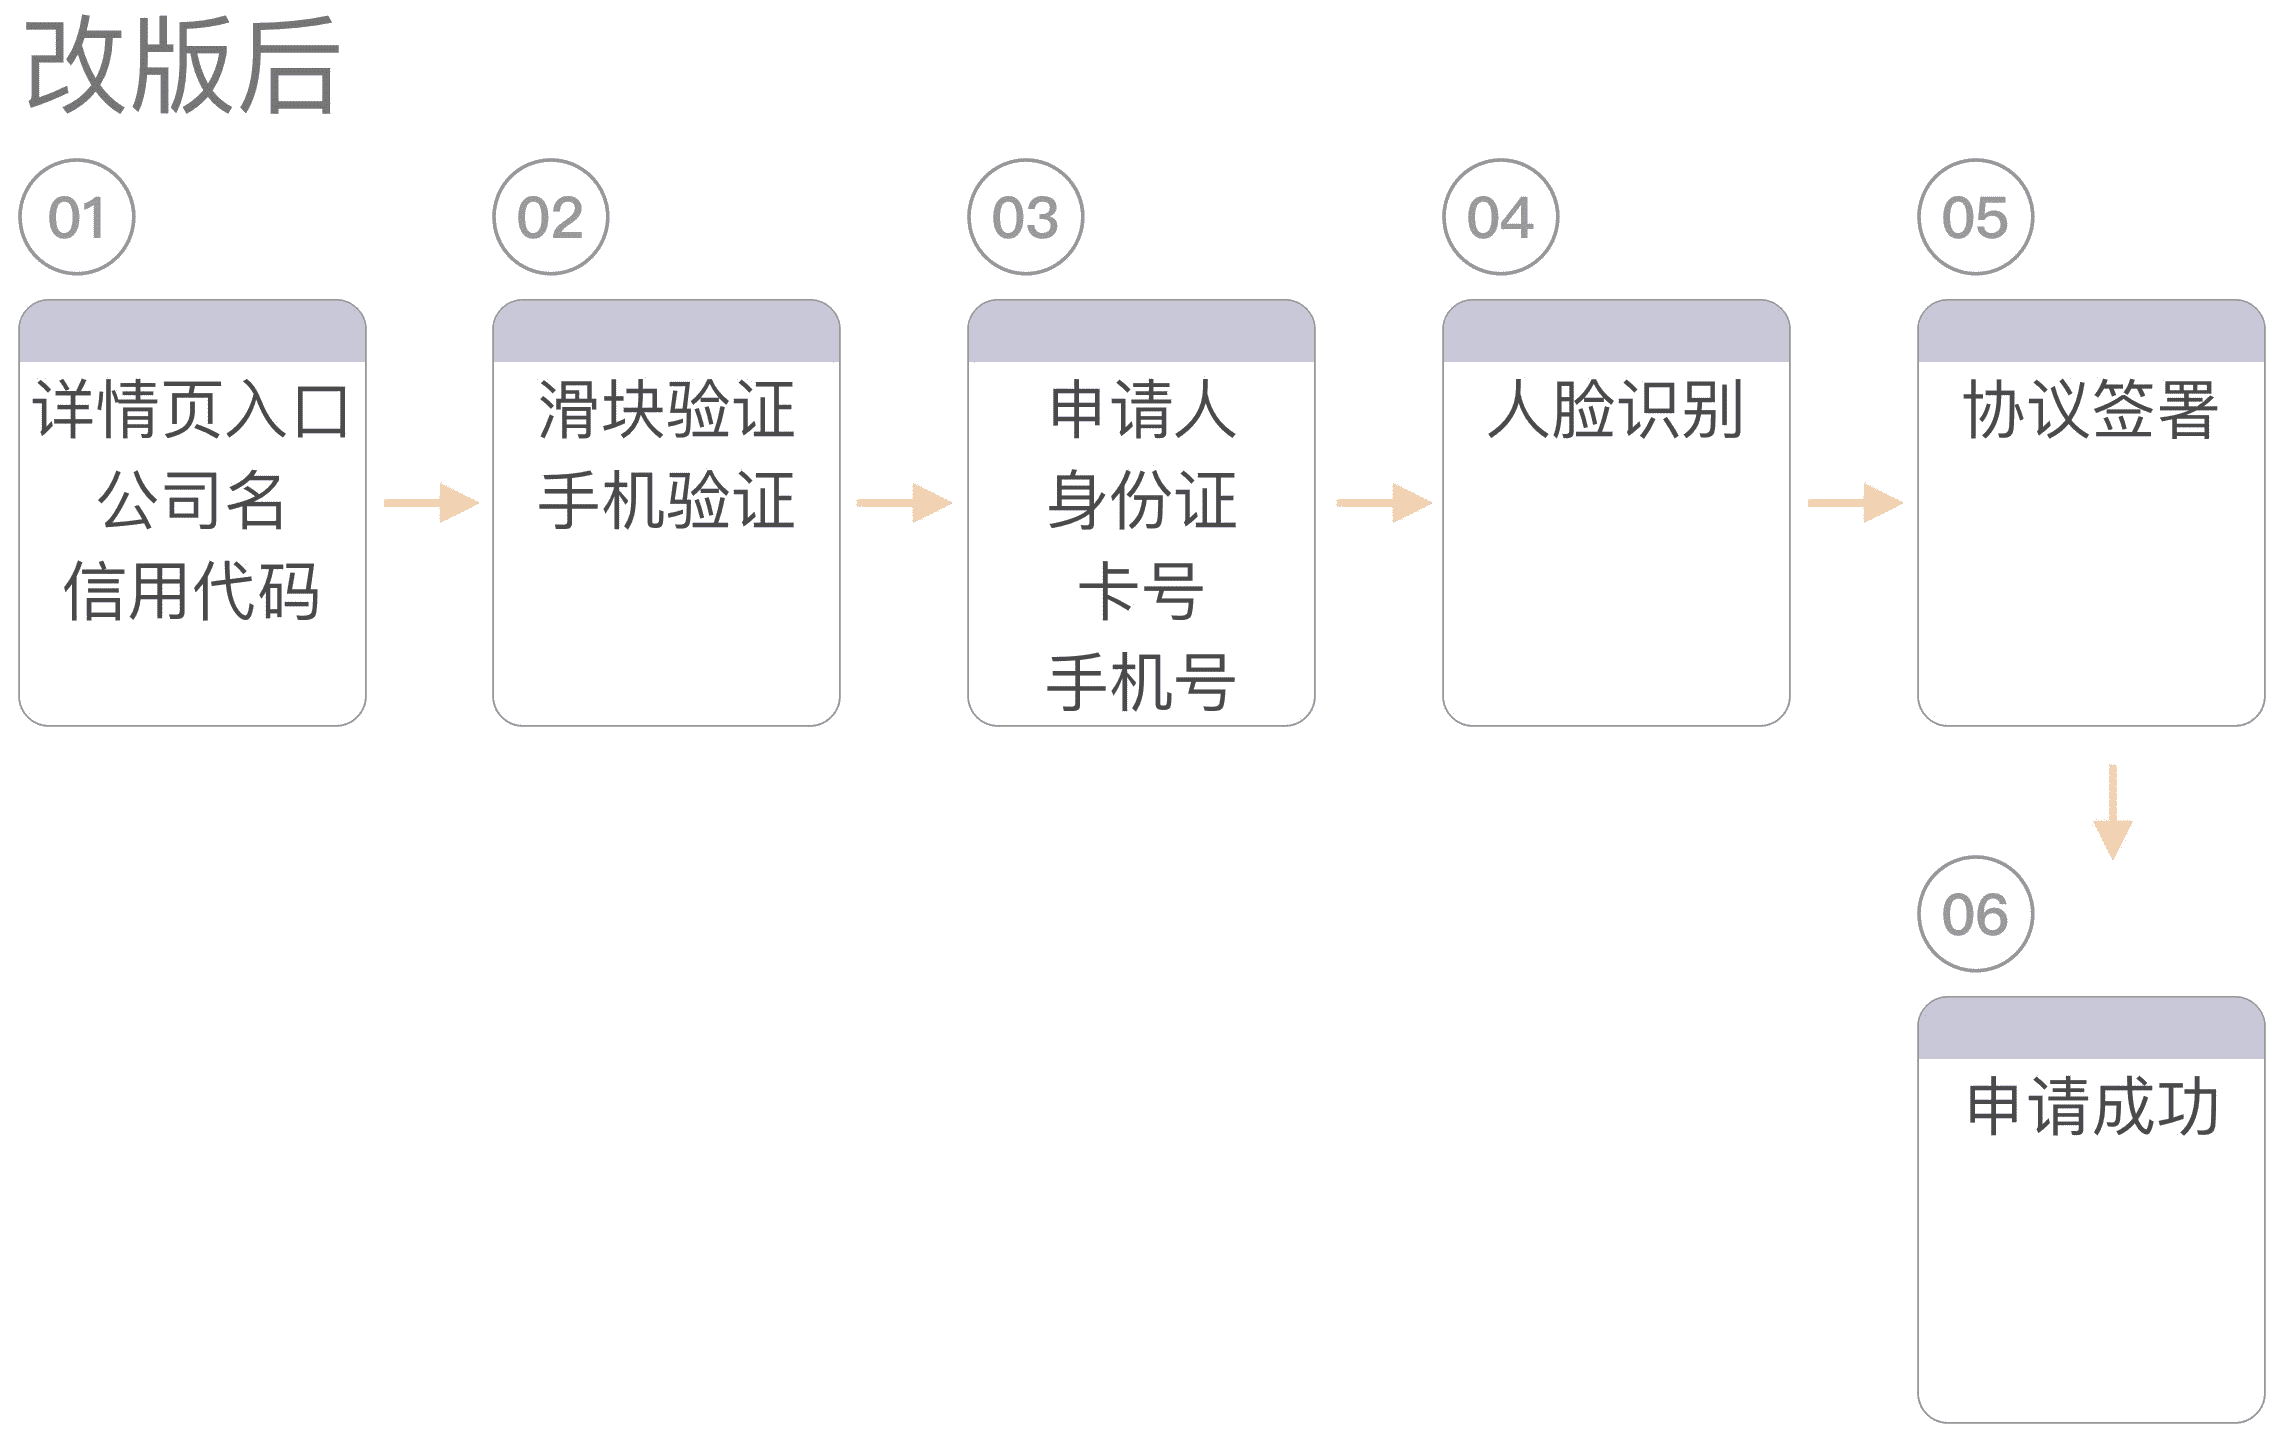 改版后
01
详情页入口
公司名
信用代码
02
滑块验证
手机验证
03
申请人
身份证
卡号
手机号
04
人脸识别
05
协议签署
06
申请成功